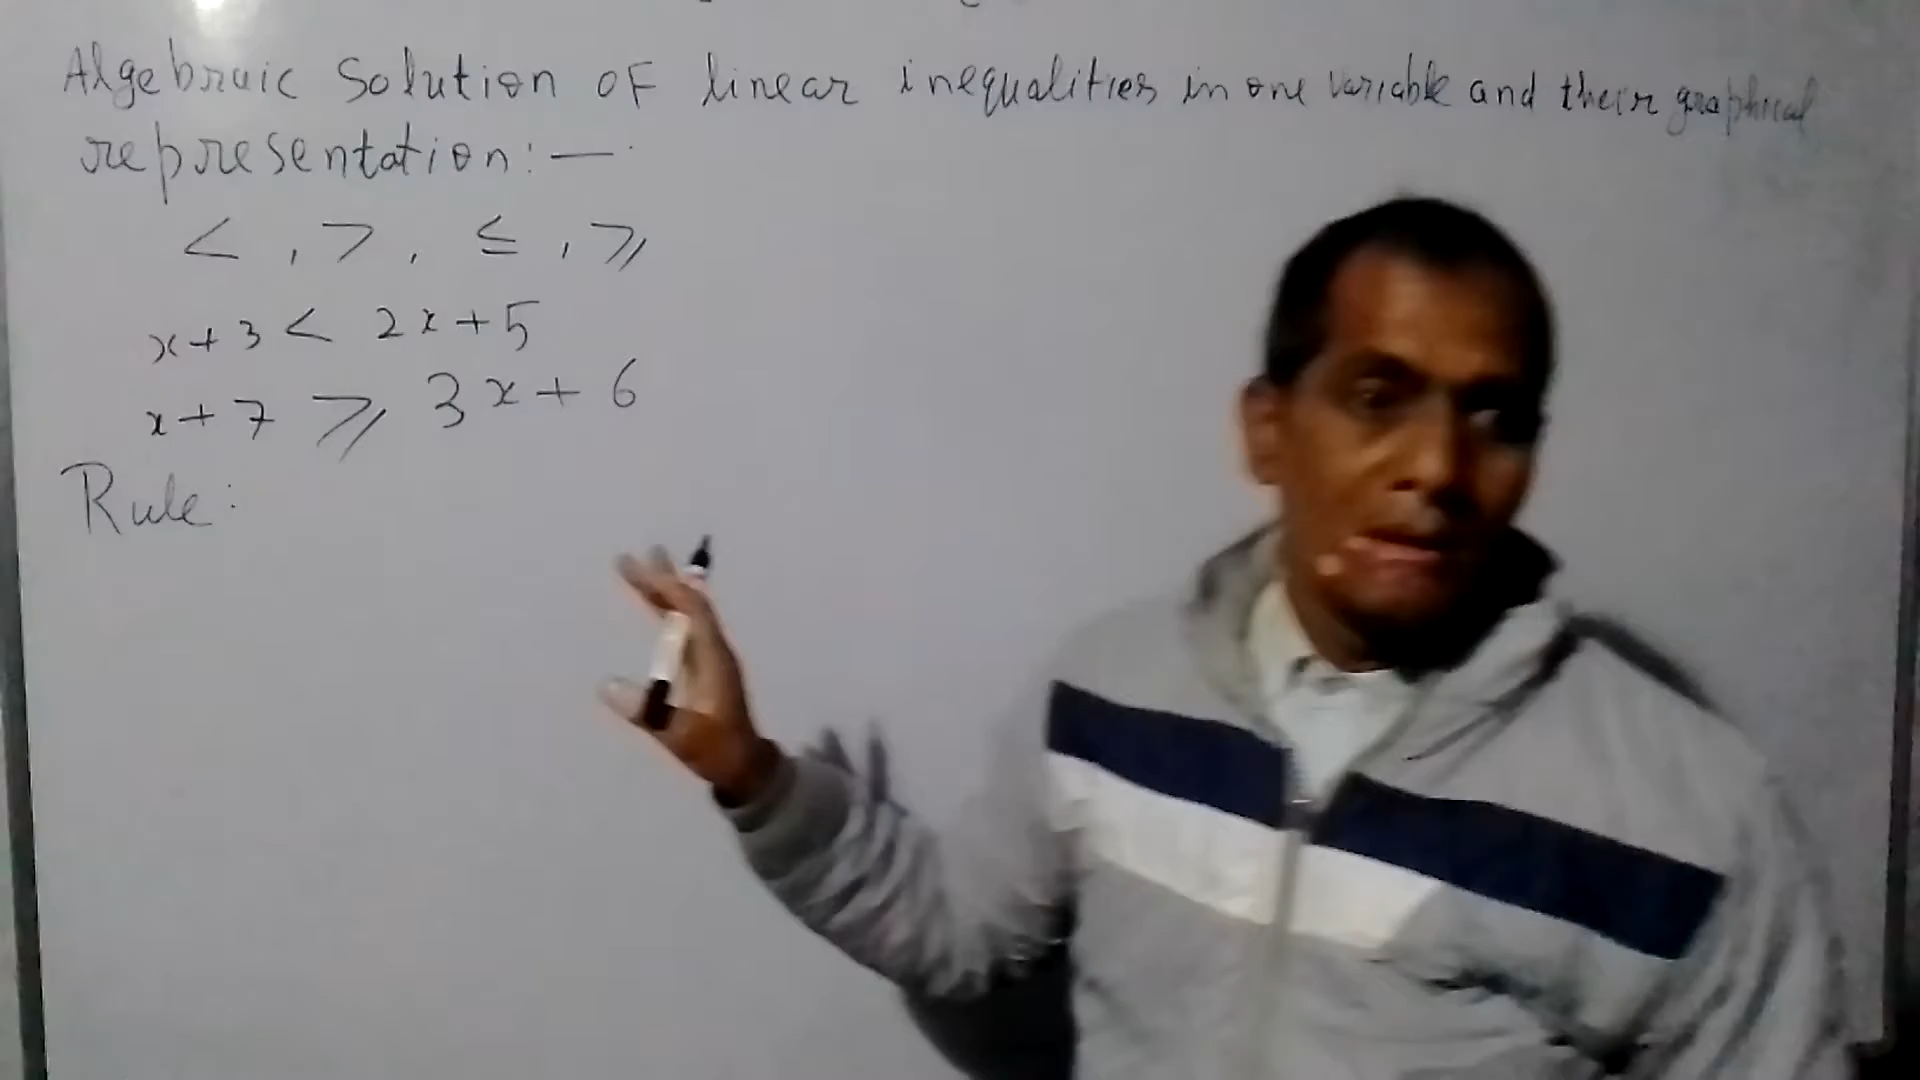 Algebraic Solution OF linear inequalities in one variable and their graphical
representation:—
< , > , ≤ , ≥
x+3 < 2x+5
x+7 ≥ 3x+6
Rule: